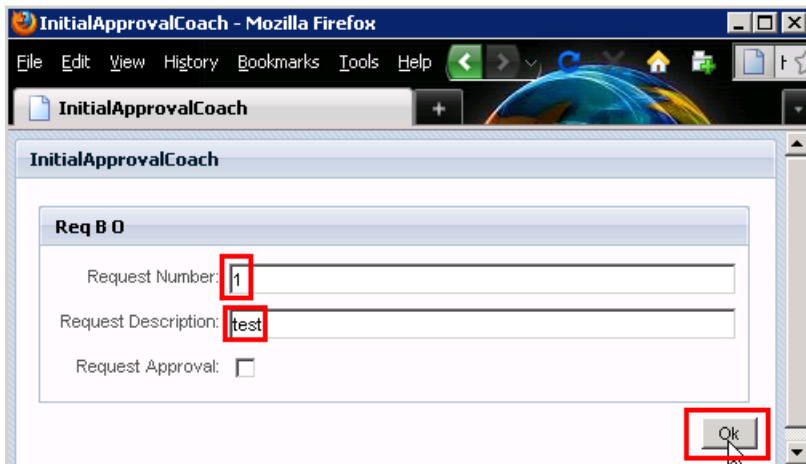 InitialApprovalCoach - Mozilla Firefox
File Edit View History Bookmarks Tools Help
InitialApprovalCoach +
InitialApprovalCoach
Req B O
Request Number: 1
Request Description: test
Request Approval:
Ok